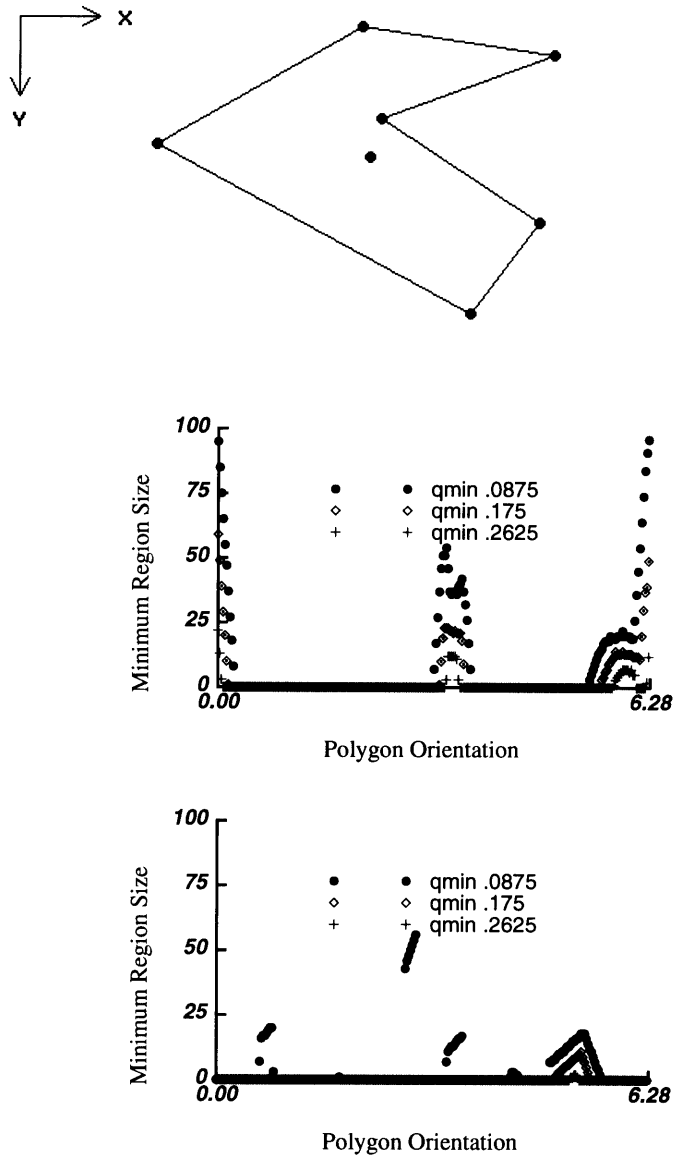 X
Y
100
75
50
25
0
Minimum Region Size
qmin .0875
qmin .175
qmin .2625
0.00
6.28
Polygon Orientation
100
75
50
25
0
Minimum Region Size
qmin .0875
qmin .175
qmin .2625
0.00
6.28
Polygon Orientation